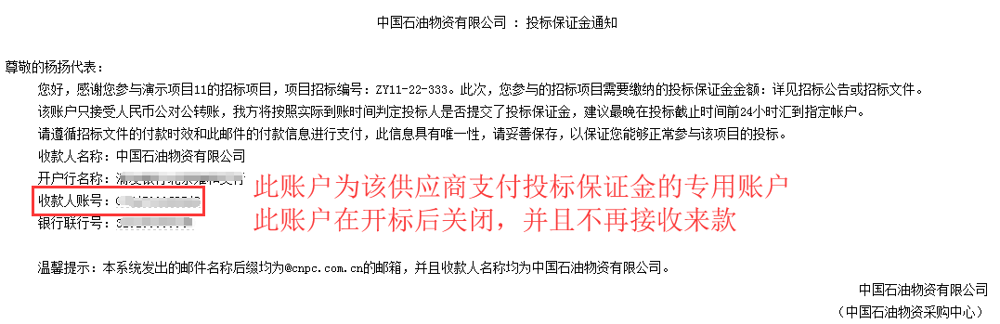 中国石油物资有限公司 : 投标保证金通知
尊敬的杨扬代表:
您好,感谢您参与演示项目11的招标项目,项目招标编号: ZY11-22-333。此次,您参与的招标项目需要缴纳的投标保证金金额: 详见招标公告或招标文件。
该账户只接受人民币公对公转账,我方将按照实际到账时间判定投标人是否提交了投标保证金,建议最晚在投标截止时间前24小时汇到指定帐户。
请遵循招标文件的付款时效和此邮件的付款信息进行支付,此信息具有唯一性,请妥善保存,以保证您能够正常参与该项目的投标。
收款人名称: 中国石油物资有限公司
开户行名称:
此账户为该供应商支付投标保证金的专用账户
收款人账号:
此账户在开标后关闭,并且不再接收来款
银行联行号:
温馨提示: 本系统发出的邮件名称后缀均为@cnpc.com.cn的邮箱,并且收款人名称均为中国石油物资有限公司。
中国石油物资有限公司
(中国石油物资采购中心)